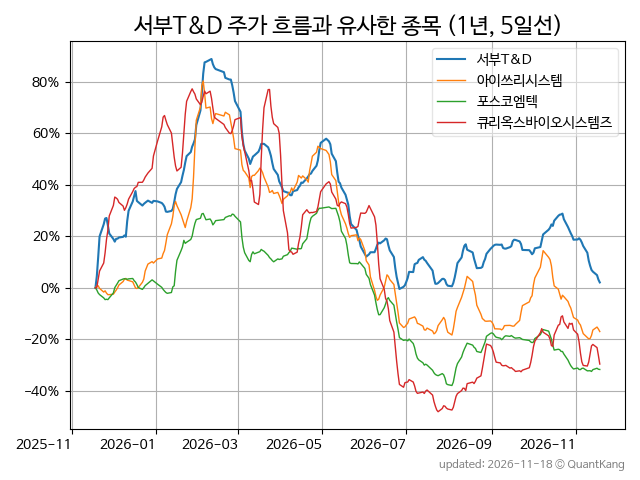 서부T&D 주가 흐름과 유사한 종목 (1년, 5일선)
서부T&D
아이쓰리시스템
포스코엠텍
큐리옥스바이오시스템즈
80%
60%
40%
20%
0%
−20%
−40%
2025-11 2026-01 2026-03 2026-05 2026-07 2026-09 2026-11
updated: 2026-11-18 © QuantKang